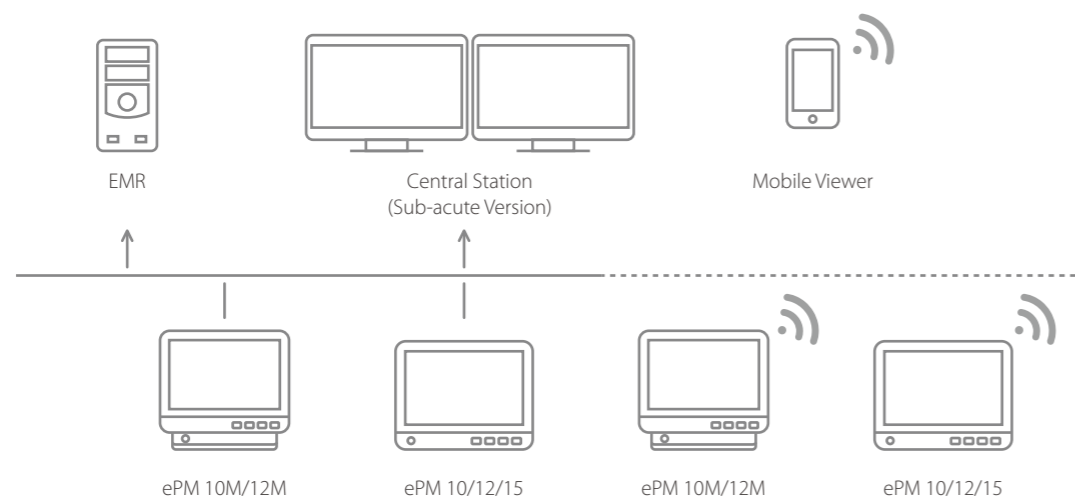 EMR
Central Station
(Sub-acute Version)
Mobile Viewer
ePM 10M/12M
ePM 10/12/15
ePM 10M/12M
ePM 10/12/15